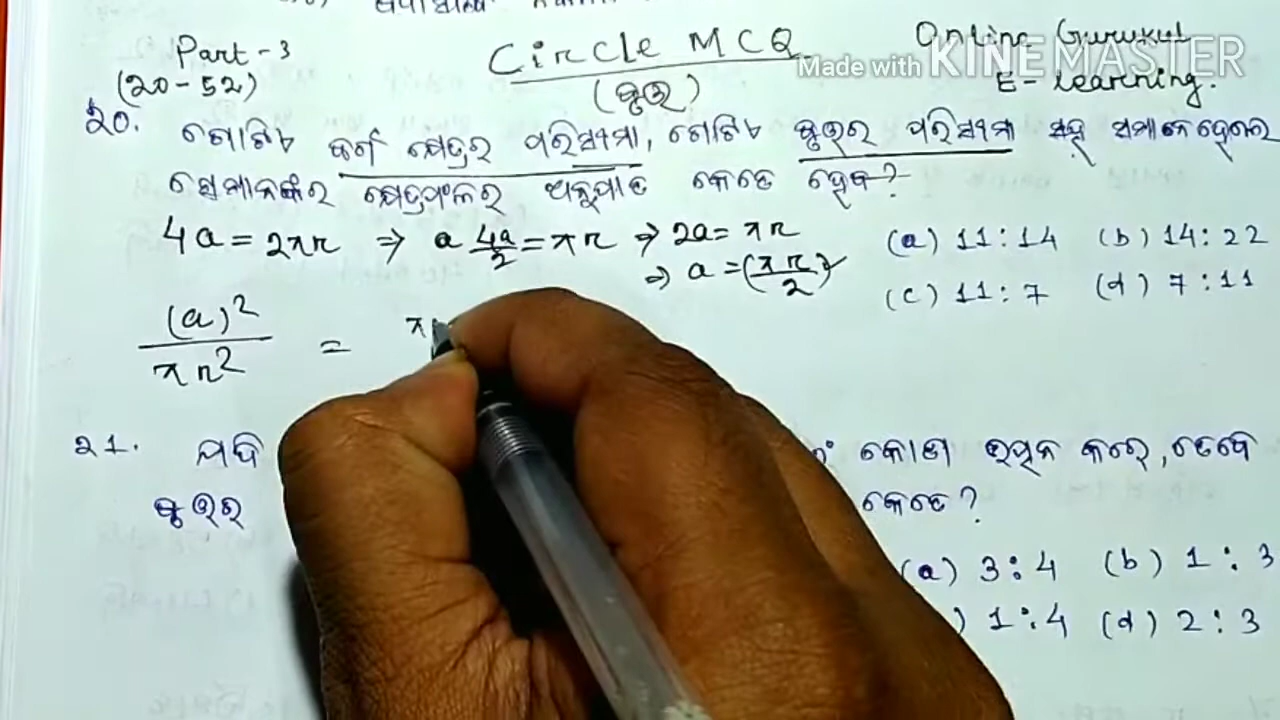 Part - 3
Circle MCQ
Online Gurukul
Made with KINEMASTER
(20-52)
(ବୃତ୍ତ)
E-learning.
20. ଗୋଟିଏ ବର୍ଗ କ୍ଷେତ୍ରର ପରିସୀମା, ଗୋଟିଏ ବୃତ୍ତର ପରିସୀମା ସହ ସମାନ ହେଲେ
ସେମାନଙ୍କର କ୍ଷେତ୍ରଫଳର ଅନୁପାତ କେତେ ହେବ?
4a = 2πr ⇒ a 4a/2 = πr ⇒ 2a = πr
⇒ a = (πr/2)
(a) 11:14 (b) 14:22
(c) 11:7 (d) 7:11
(a)²/πr² = π
21. ଯଦି କୋଣ ଉତ୍ପନ୍ନ କରେ, ତେବେ
ବୃତ୍ତର କେତେ?
(a) 3:4 (b) 1:3
) 1:4 (d) 2:3